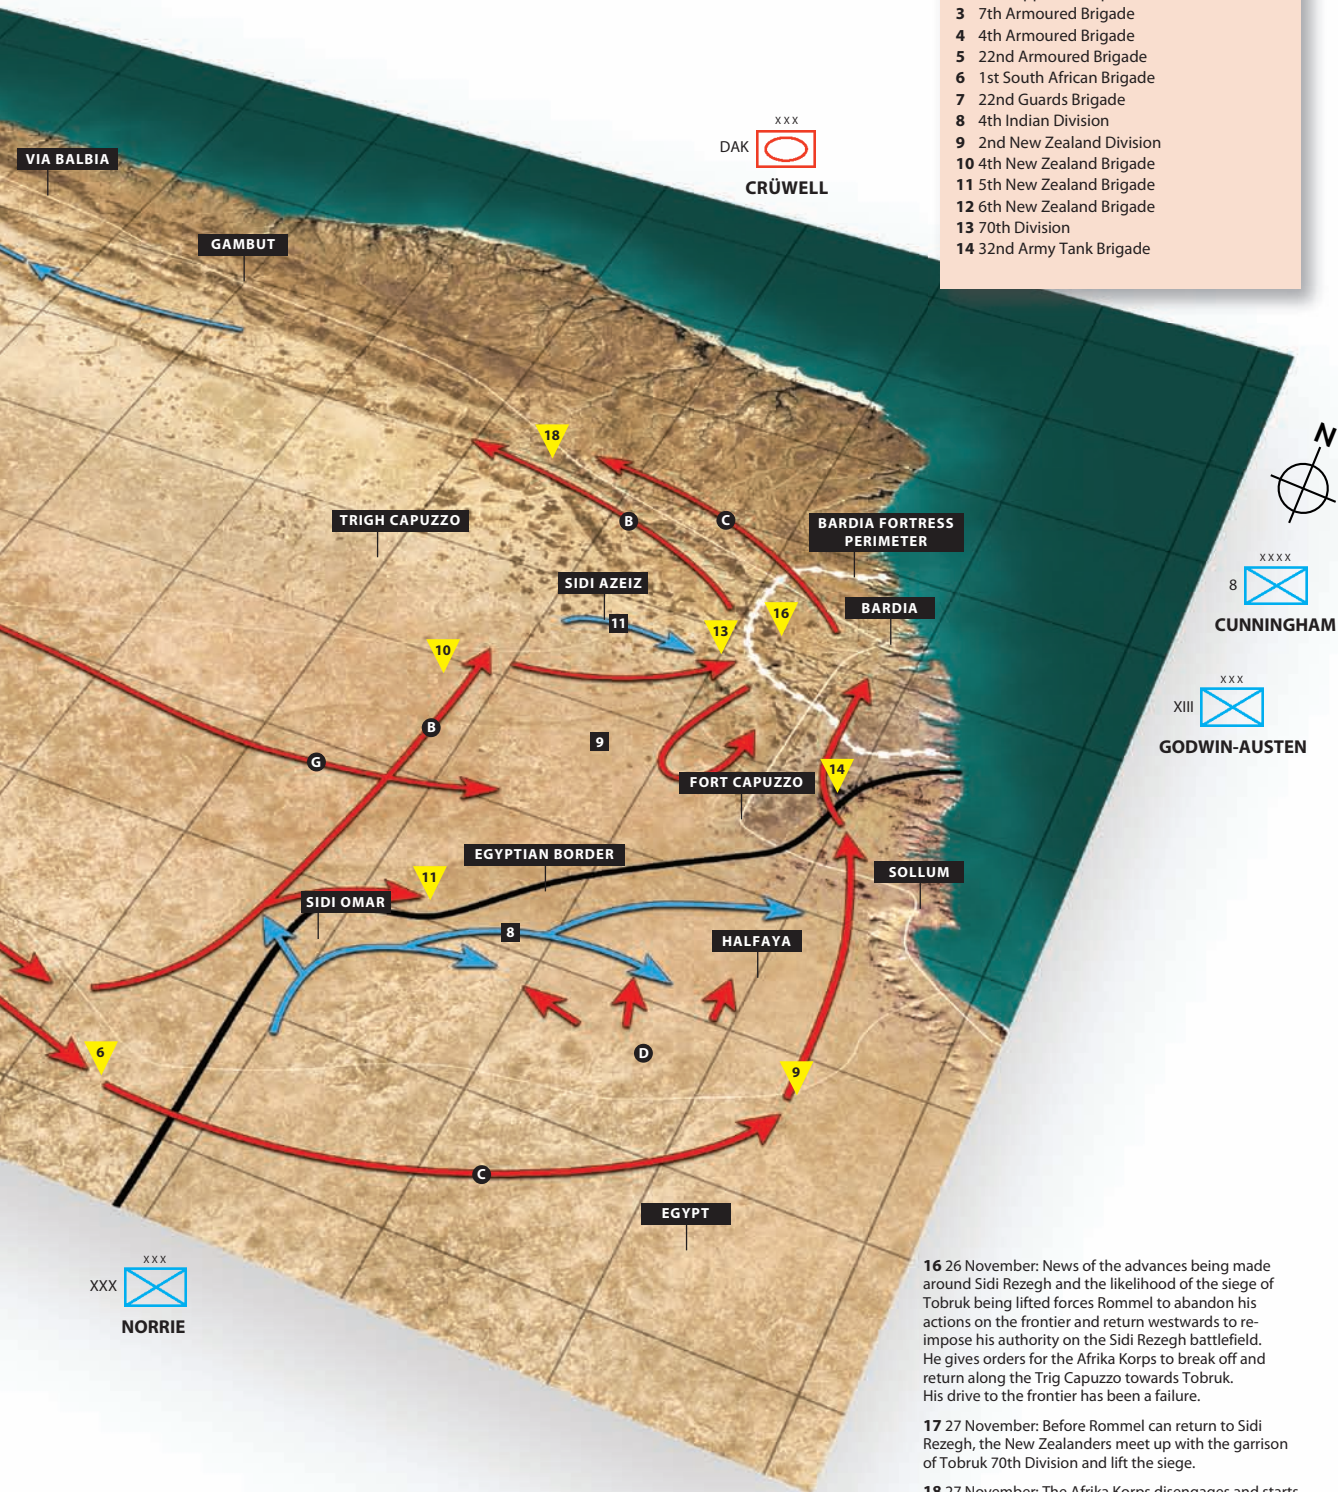 3 7th Armoured Brigade
4 4th Armoured Brigade
5 22nd Armoured Brigade
6 1st South African Brigade
7 22nd Guards Brigade
8 4th Indian Division
9 2nd New Zealand Division
10 4th New Zealand Brigade
11 5th New Zealand Brigade
12 6th New Zealand Brigade
13 70th Division
14 32nd Army Tank Brigade
xxx
DAK
CRÜWELL
VIA BALBIA
GAMBUT
N
18
TRIGH CAPUZZO
B
C
BARDIA FORTRESS
PERIMETER
xxxx
8
CUNNINGHAM
SIDI AZEIZ
BARDIA
11
16
13
10
xxx
XIII
GODWIN-AUSTEN
B
9
G
14
FORT CAPUZZO
EGYPTIAN BORDER
11
SOLLUM
SIDI OMAR
8
HALFAYA
6
D
9
C
EGYPT
xxx
XXX
NORRIE
16 26 November: News of the advances being made
around Sidi Rezegh and the likelihood of the siege of
Tobruk being lifted forces Rommel to abandon his
actions on the frontier and return westwards to re-
impose his authority on the Sidi Rezegh battlefield.
He gives orders for the Afrika Korps to break off and
return along the Trig Capuzzo towards Tobruk.
His drive to the frontier has been a failure.
17 27 November: Before Rommel can return to Sidi
Rezegh, the New Zealanders meet up with the garrison
of Tobruk 70th Division and lift the siege.
18 27 November: The Afrika Korps disengages and starts